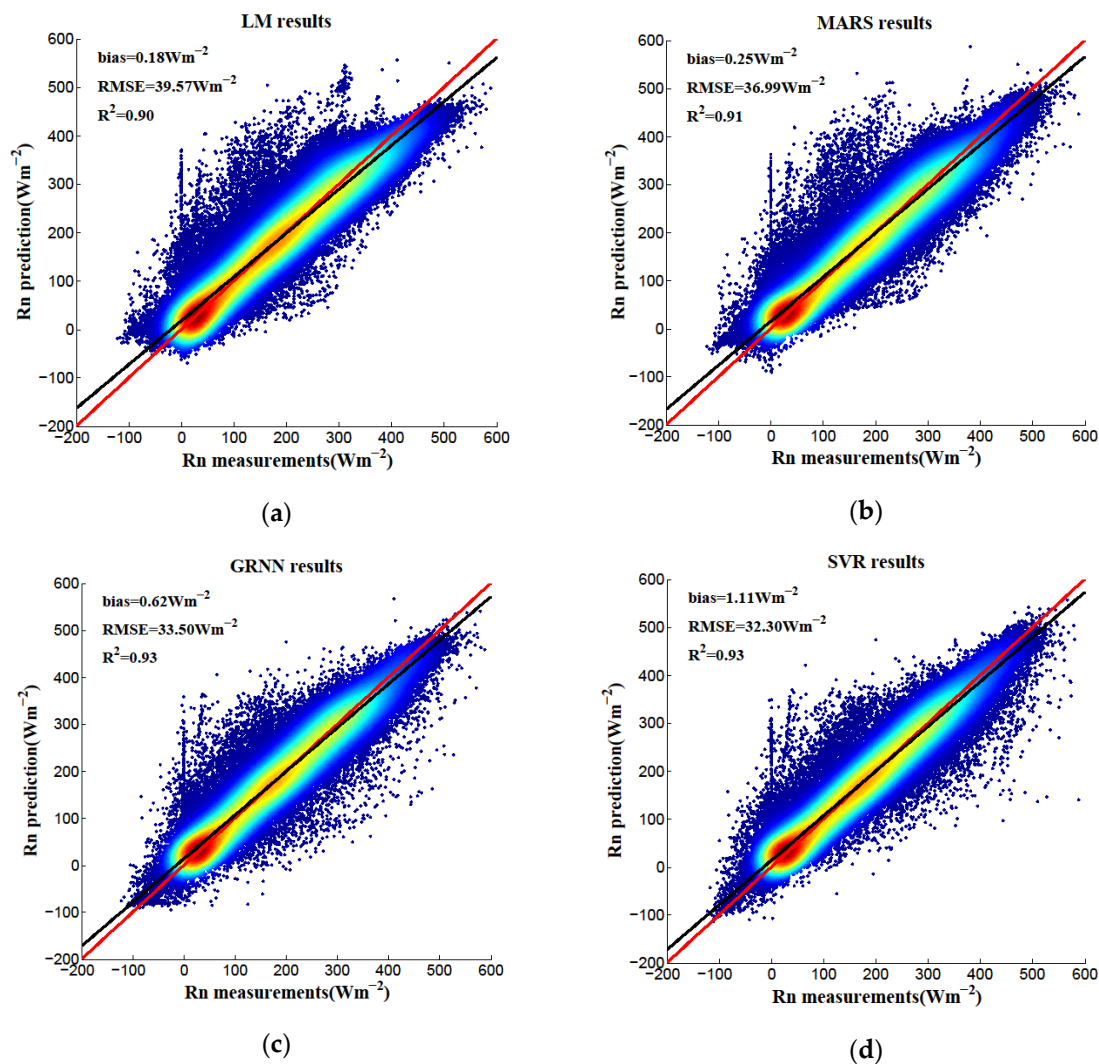 LM results
bias=0.18Wm⁻²
RMSE=39.57Wm⁻²
R²=0.90
600
500
400
300
200
100
0
−100
−200
Rn prediction(Wm⁻²)
−200 −100 0 100 200 300 400 500 600
Rn measurements(Wm⁻²)
(a)
MARS results
bias=0.25Wm⁻²
RMSE=36.99Wm⁻²
R²=0.91
600
500
400
300
200
100
0
−100
−200
Rn prediction(Wm⁻²)
−200 −100 0 100 200 300 400 500 600
Rn measurements(Wm⁻²)
(b)
GRNN results
bias=0.62Wm⁻²
RMSE=33.50Wm⁻²
R²=0.93
600
500
400
300
200
100
0
−100
−200
Rn prediction(Wm⁻²)
−200 −100 0 100 200 300 400 500 600
Rn measurements(Wm⁻²)
(c)
SVR results
bias=1.11Wm⁻²
RMSE=32.30Wm⁻²
R²=0.93
600
500
400
300
200
100
0
−100
−200
Rn prediction(Wm⁻²)
−200 −100 0 100 200 300 400 500 600
Rn measurements(Wm⁻²)
(d)